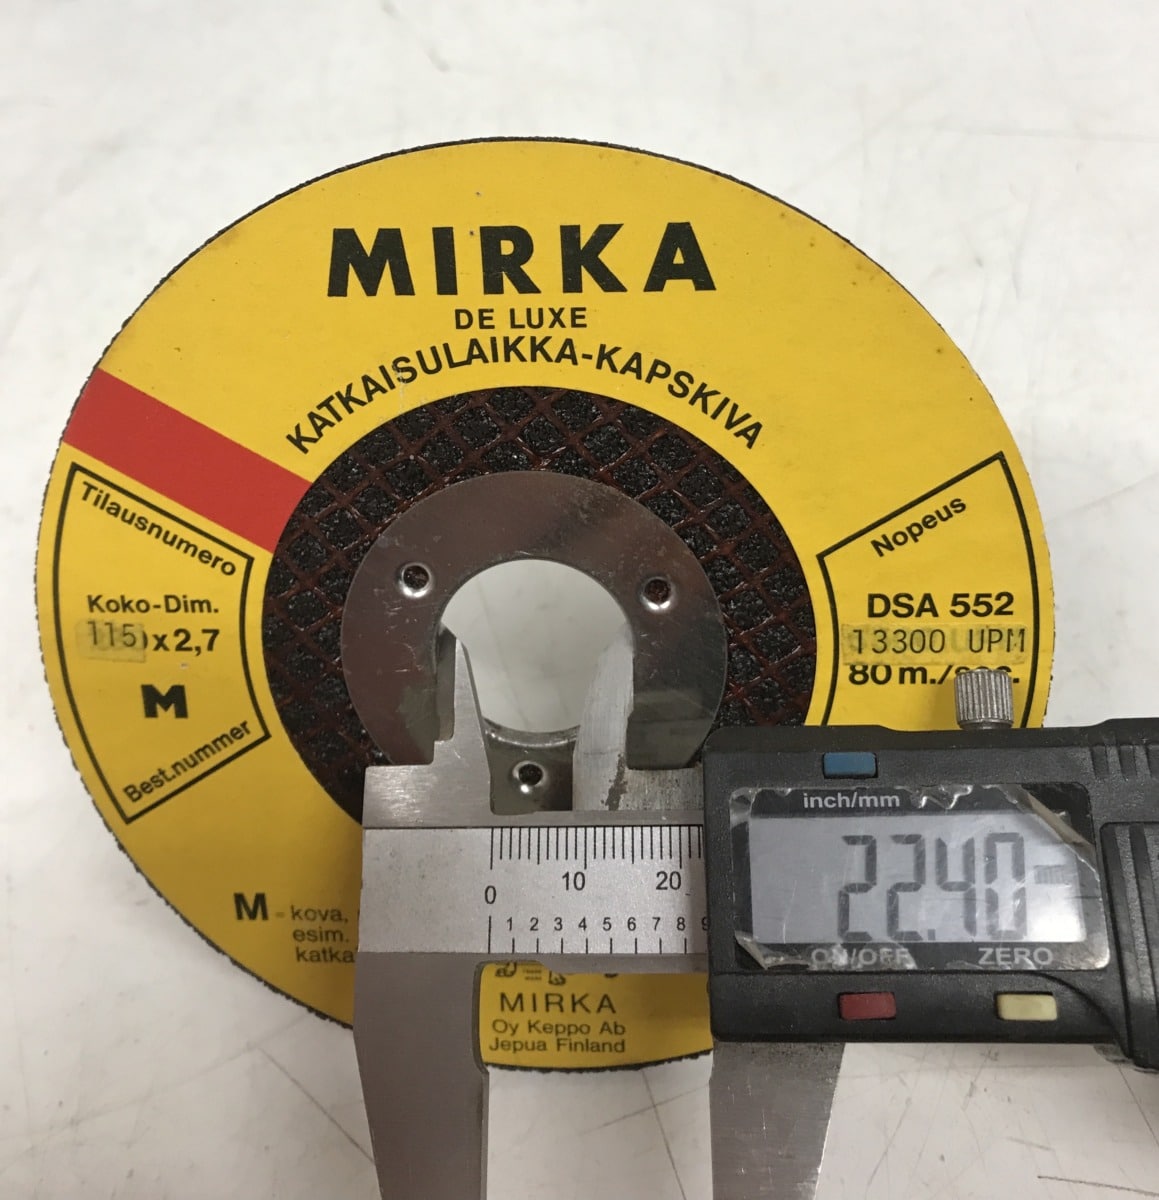 MIRKA
DE LUXE
KATKAISULAIKKA-KAPSKIVA
Tilausnumero
Koko-Dim.
115 x 2,7
M
Best.nummer
Nopeus
DSA 552
13300 UPM
80 m./
M - kova,
esim.
katka
MIRKA
Oy Keppo Ab
Jepua Finland
inch/mm
22.40
ON/OFF ZERO
0 10 20
1 2 3 4 5 6 7 8 9